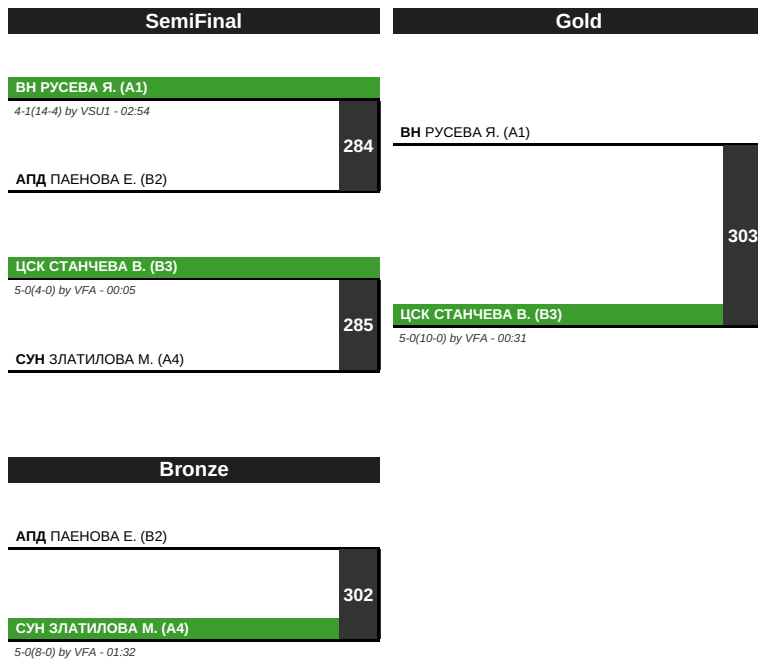 SemiFinal
ВН РУСЕВА Я. (A1)
4-1(14-4) by VSU1 - 02:54
284
АПД ПАЕНОВА Е. (B2)
ЦСК СТАНЧЕВА В. (B3)
5-0(4-0) by VFA - 00:05
285
СУН ЗЛАТИЛОВА М. (A4)
Gold
ВН РУСЕВА Я. (A1)
303
ЦСК СТАНЧЕВА В. (B3)
5-0(10-0) by VFA - 00:31
Bronze
АПД ПАЕНОВА Е. (B2)
302
СУН ЗЛАТИЛОВА М. (A4)
5-0(8-0) by VFA - 01:32